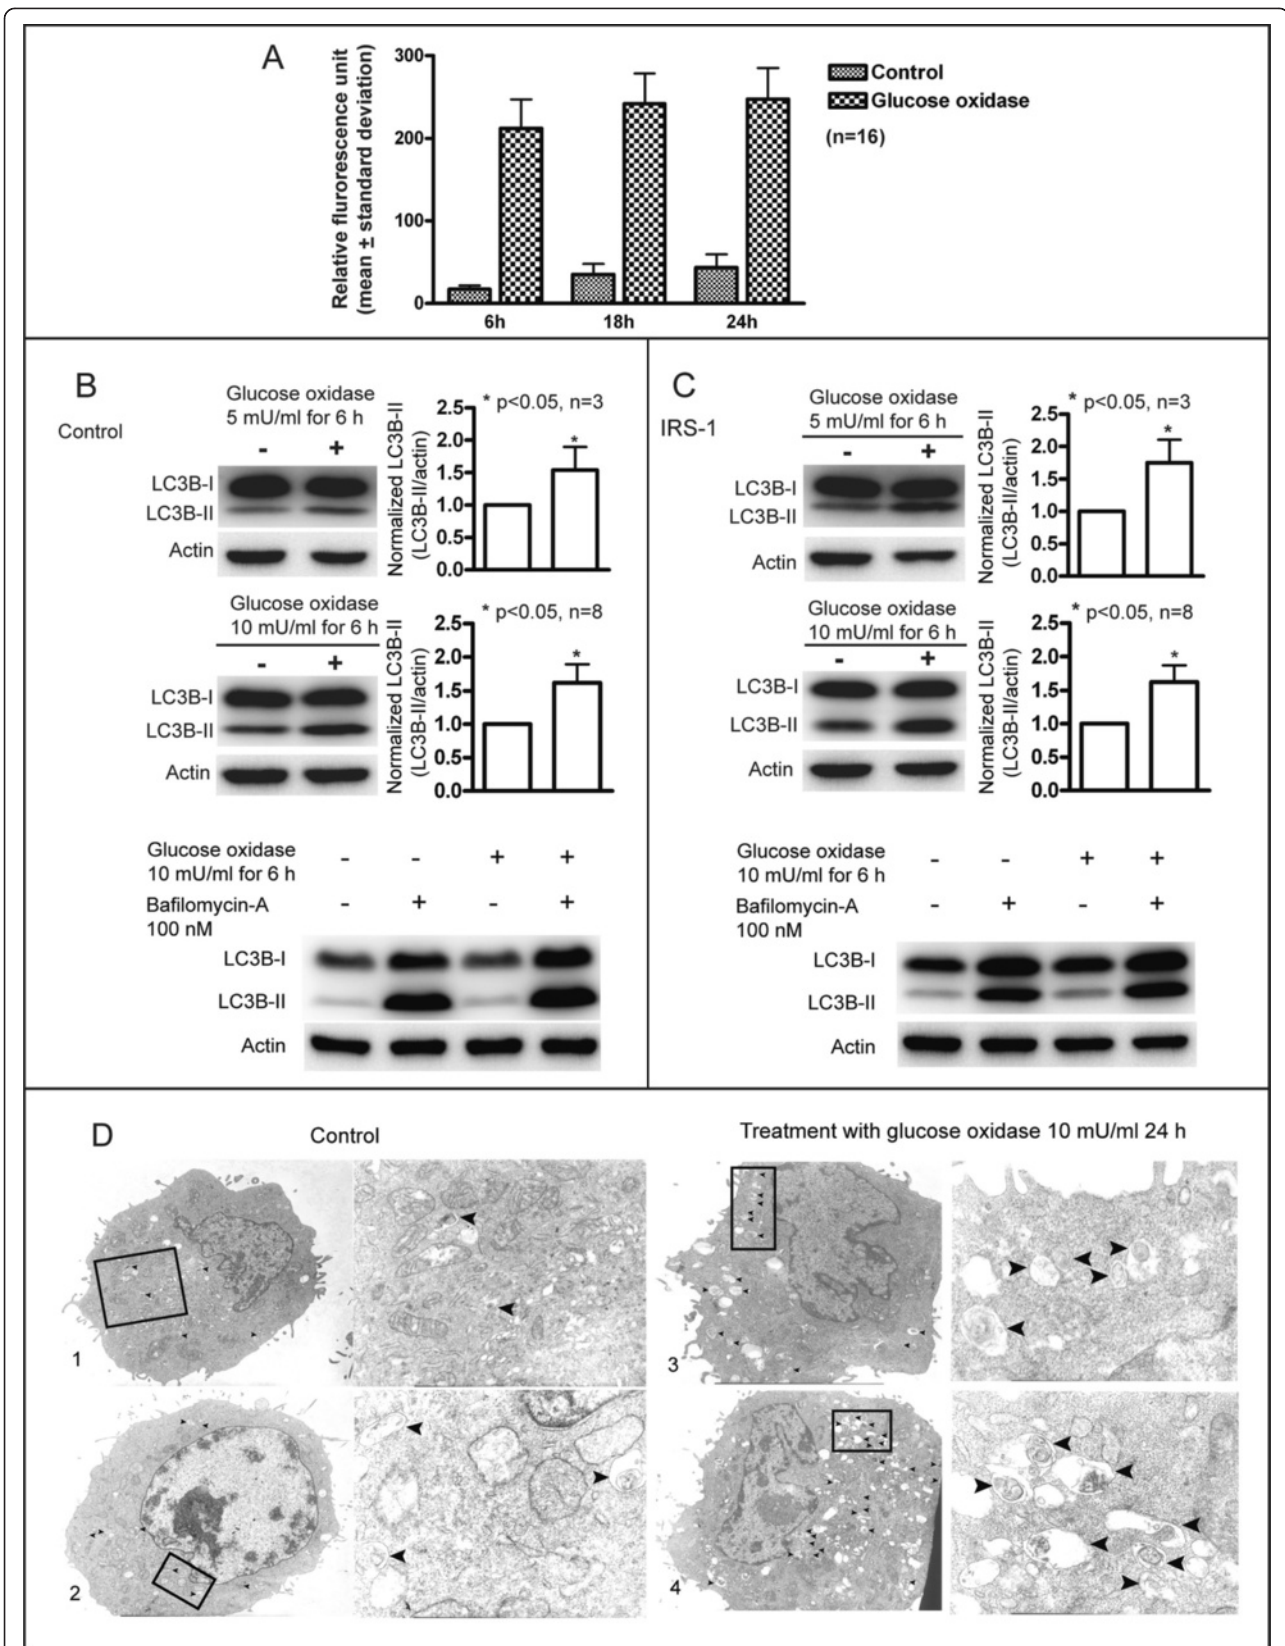 A
Relative flurorescence unit
(mean ± standard deviation)
300
200
100
0
6h
18h
24h
Control
Glucose oxidase
(n=16)
B
Control
Glucose oxidase
5 mU/ml for 6 h
- +
LC3B-I
LC3B-II
Actin
Normalized LC3B-II
(LC3B-II/actin)
* p<0.05, n=3
2.5
2.0
1.5
1.0
0.5
0.0
*
Glucose oxidase
10 mU/ml for 6 h
- +
LC3B-I
LC3B-II
Actin
Normalized LC3B-II
(LC3B-II/actin)
* p<0.05, n=8
2.5
2.0
1.5
1.0
0.5
0.0
*
Glucose oxidase
10 mU/ml for 6 h
- - + +
Bafilomycin-A
100 nM
- + - +
LC3B-I
LC3B-II
Actin
C
IRS-1
Glucose oxidase
5 mU/ml for 6 h
- +
LC3B-I
LC3B-II
Actin
Normalized LC3B-II
(LC3B-II/actin)
* p<0.05, n=3
2.5
2.0
1.5
1.0
0.5
0.0
*
Glucose oxidase
10 mU/ml for 6 h
- +
LC3B-I
LC3B-II
Actin
Normalized LC3B-II
(LC3B-II/actin)
* p<0.05, n=8
2.5
2.0
1.5
1.0
0.5
0.0
*
Glucose oxidase
10 mU/ml for 6 h
- - + +
Bafilomycin-A
100 nM
- + - +
LC3B-I
LC3B-II
Actin
D
Control
Treatment with glucose oxidase 10 mU/ml 24 h
1
2
3
4